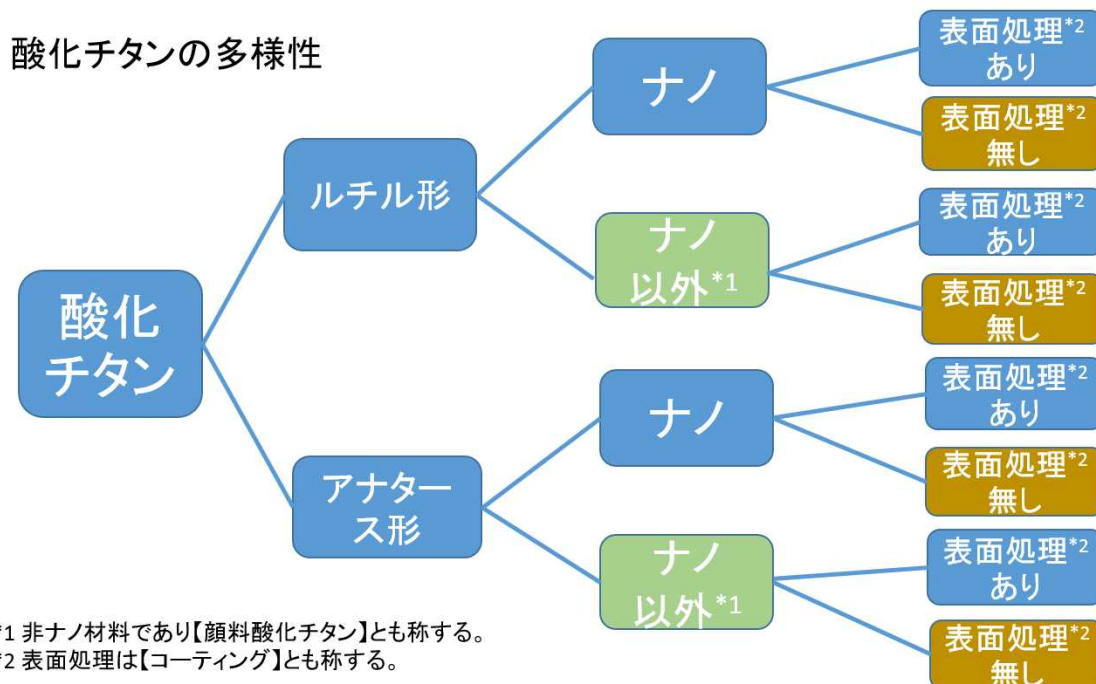 酸化チタンの多様性
酸化
チタン
ルチル形
ナノ
表面処理*2
あり
表面処理*2
無し
ナノ
以外*1
表面処理*2
あり
表面処理*2
無し
アナター
ス形
ナノ
表面処理*2
あり
表面処理*2
無し
ナノ
以外*1
表面処理*2
あり
表面処理*2
無し
*1 非ナノ材料であり【顔料酸化チタン】とも称する。
*2 表面処理は【コーティング】とも称する。